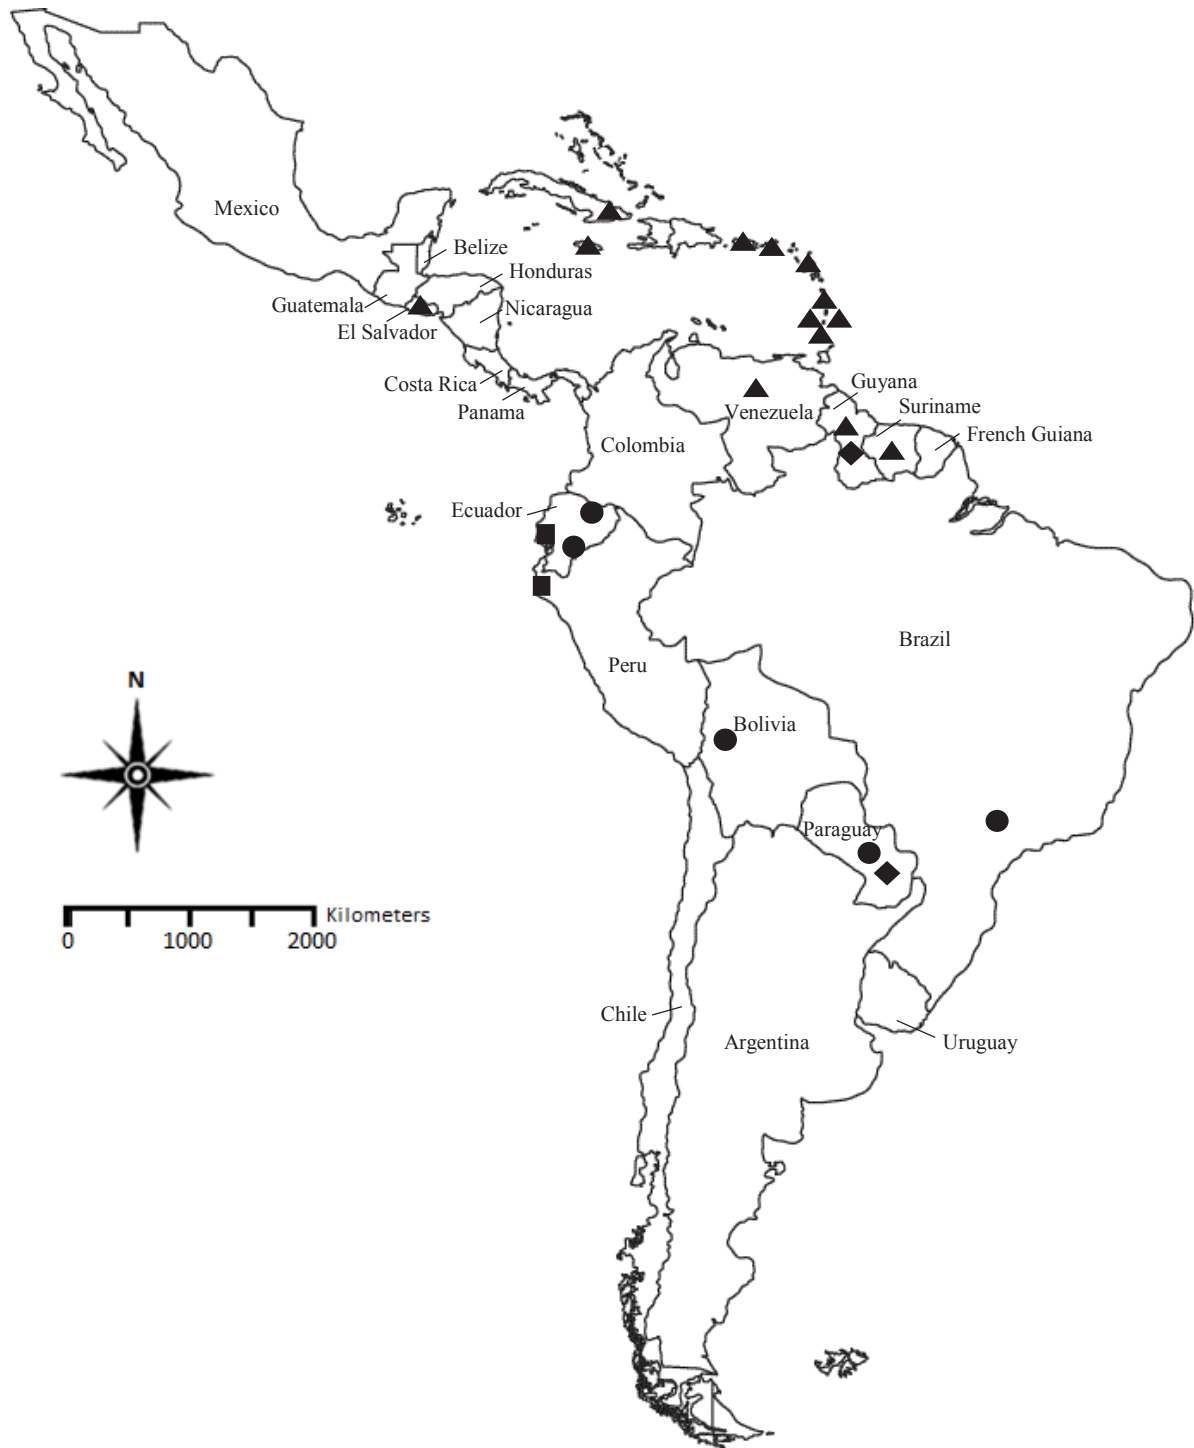 Mexico
Belize
Honduras
Guatemala
Nicaragua
El Salvador
Costa Rica
Panama
Guyana
Venezuela
Suriname
French Guiana
Colombia
Ecuador
Brazil
Peru
N
Bolivia
Paraguay
Kilometers
0 1000 2000
Chile
Argentina
Uruguay